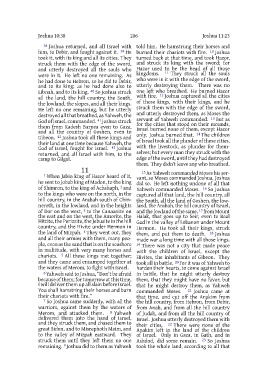 Joshua 10:38
206
Joshua 11:23
38 Joshua returned, and all Israel with
him, to Debir, and fought against it. 39 He
took it, with its king and all its cities. They
struck them with the edge of the sword,
and utterly destroyed all the souls who
were in it. He left no one remaining. As
he had done to Hebron, so he did to Debir,
and to its king; as he had done also to
Libnah, and to its king. 40 So Joshua struck
all the land, the hill country, the South,
the lowland, the slopes, and all their kings.
He left no one remaining, but he utterly
destroyed all that breathed, as Yahweh, the
God of Israel, commanded. 41 Joshua struck
them from Kadesh Barnea even to Gaza,
and all the country of Goshen, even to
Gibeon. 42 Joshua took all these kings and
their land at one time because Yahweh, the
God of Israel, fought for Israel. 43 Joshua
returned, and all Israel with him, to the
camp to Gilgal.
11
1 When Jabin king of Hazor heard of it,
he sent to Jobab king of Madon, to the king
of Shimron, to the king of Achshaph, 2 and
to the kings who were on the north, in the
hill country, in the Arabah south of Chin-
neroth, in the lowland, and in the heights
of Dor on the west, 3 to the Canaanite on
the east and on the west, the Amorite, the
Hittite, the Perizzite, the Jebusite in the hill
country, and the Hivite under Hermon in
the land of Mizpah. 4 They went out, they
and all their armies with them, many peo-
ple, even as the sand that is on the seashore
in multitude, with very many horses and
chariots. 5 All these kings met together;
and they came and encamped together at
the waters of Merom, to fight with Israel.
6 Yahweh said to Joshua, “Don’t be afraid
because of them; for tomorrow at this time,
I will deliver them up all slain before Israel.
You shall hamstring their horses and burn
their chariots with fire.”
7 So Joshua came suddenly, with all his
warriors, against them by the waters of
Merom, and attacked them. 8 Yahweh
delivered them into the hand of Israel,
and they struck them, and chased them to
great Sidon, and to Misrephoth Maim, and
to the valley of Mizpah eastward. They
struck them until they left them no one
remaining. 9 Joshua did to them as Yahweh
told him. He hamstrung their horses and
burned their chariots with fire. 10 Joshua
turned back at that time, and took Hazor,
and struck its king with the sword; for
Hazor used to be the head of all those
kingdoms. 11 They struck all the souls
who were in it with the edge of the sword,
utterly destroying them. There was no
one left who breathed. He burned Hazor
with fire. 12 Joshua captured all the cities
of those kings, with their kings, and he
struck them with the edge of the sword,
and utterly destroyed them, as Moses the
servant of Yahweh commanded. 13 But as
for the cities that stood on their mounds,
Israel burned none of them, except Hazor
only. Joshua burned that. 14 The children
of Israel took all the plunder of these cities,
with the livestock, as plunder for them-
selves; but every man they struck with the
edge of the sword, until they had destroyed
them. They didn’t leave any who breathed.
15 As Yahweh commanded Moses his ser-
vant, so Moses commanded Joshua. Joshua
did so. He left nothing undone of all that
Yahweh commanded Moses. 16 So Joshua
captured all that land, the hill country, all
the South, all the land of Goshen, the low-
land, the Arabah, the hill country of Israel,
and the lowland of the same, 17 from Mount
Halak, that goes up to Seir, even to Baal
Gad in the valley of Lebanon under Mount
Hermon. He took all their kings, struck
them, and put them to death. 18 Joshua
made war a long time with all those kings.
19 There was not a city that made peace
with the children of Israel, except the
Hivites, the inhabitants of Gibeon. They
took all in battle. 20 For it was of Yahweh to
harden their hearts, to come against Israel
in battle, that he might utterly destroy
them, that they might have no favor, but
that he might destroy them, as Yahweh
commanded Moses. 21 Joshua came at
that time, and cut off the Anakim from
the hill country, from Hebron, from Debir,
from Anab, and from all the hill country
of Judah, and from all the hill country of
Israel. Joshua utterly destroyed them with
their cities. 22 There were none of the
Anakim left in the land of the children
of Israel. Only in Gaza, in Gath, and in
Ashdod, did some remain. 23 So Joshua
took the whole land, according to all that